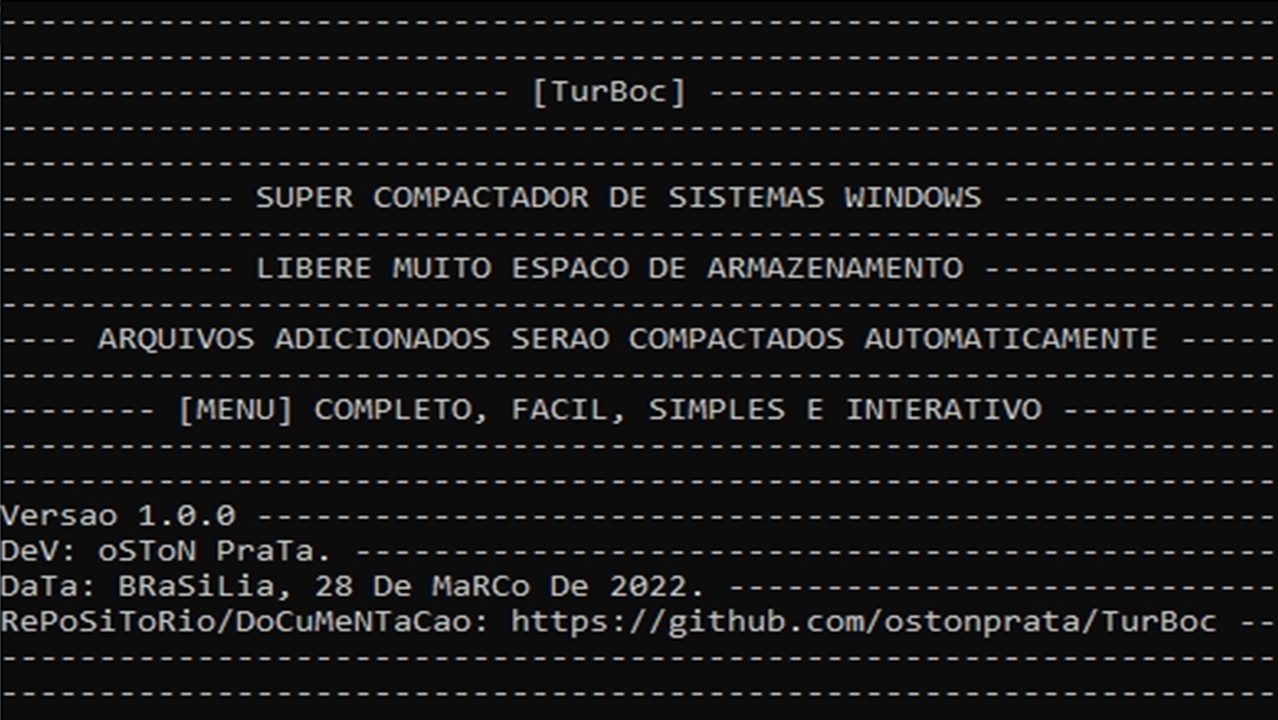 [TurBoc]
SUPER COMPACTADOR DE SISTEMAS WINDOWS
LIBERE MUITO ESPACO DE ARMAZENAMENTO
ARQUIVOS ADICIONADOS SERAO COMPACTADOS AUTOMATICAMENTE
[MENU] COMPLETO, FACIL, SIMPLES E INTERATIVO
Versao 1.0.0
DeV: oSToN PraTa.
DaTa: BRaSiLia, 28 De MaRCo De 2022.
RePoSiToRio/DoCuMeNTaCao: https://github.com/ostonprata/TurBoc